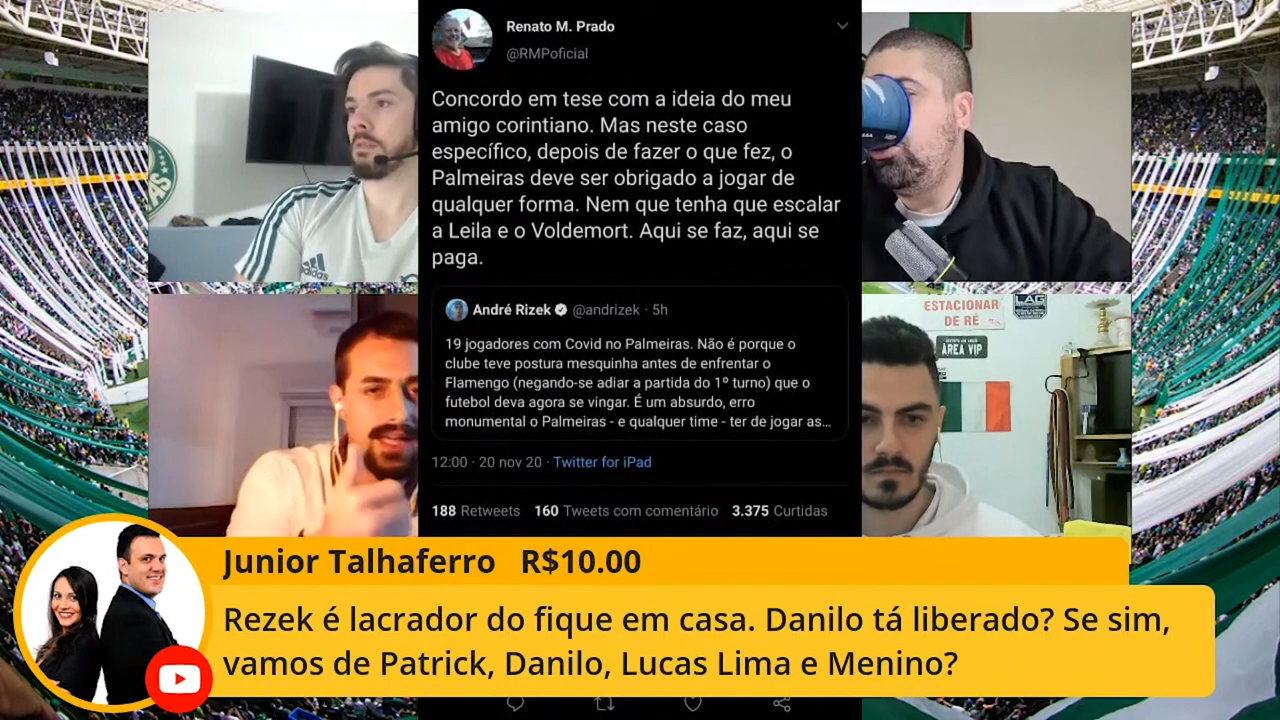 Renato M. Prado
@RMPoficial
Concordo em tese com a ideia do meu
amigo corintiano. Mas neste caso
específico, depois de fazer o que fez, o
Palmeiras deve ser obrigado a jogar de
qualquer forma. Nem que tenha que escalar
a Leila e o Voldemort. Aqui se faz, aqui se
paga.
André Rizek @andrizek · 5h
19 jogadores com Covid no Palmeiras. Não é porque o
clube teve postura mesquinha antes de enfrentar o
Flamengo (negando-se adiar a partida do 1º turno) que o
futebol deva agora se vingar. É um absurdo, erro
monumental o Palmeiras - e qualquer time - ter de jogar as...
12:00 · 20 nov 20 · Twitter for iPad
188 Retweets 160 Tweets com comentário 3.375 Curtidas
adidas
ESTACIONAR
DE RÉ
LAG
ÁREA VIP
Junior Talhaferro R$10.00
Rezek é lacrador do fique em casa. Danilo tá liberado? Se sim,
vamos de Patrick, Danilo, Lucas Lima e Menino?